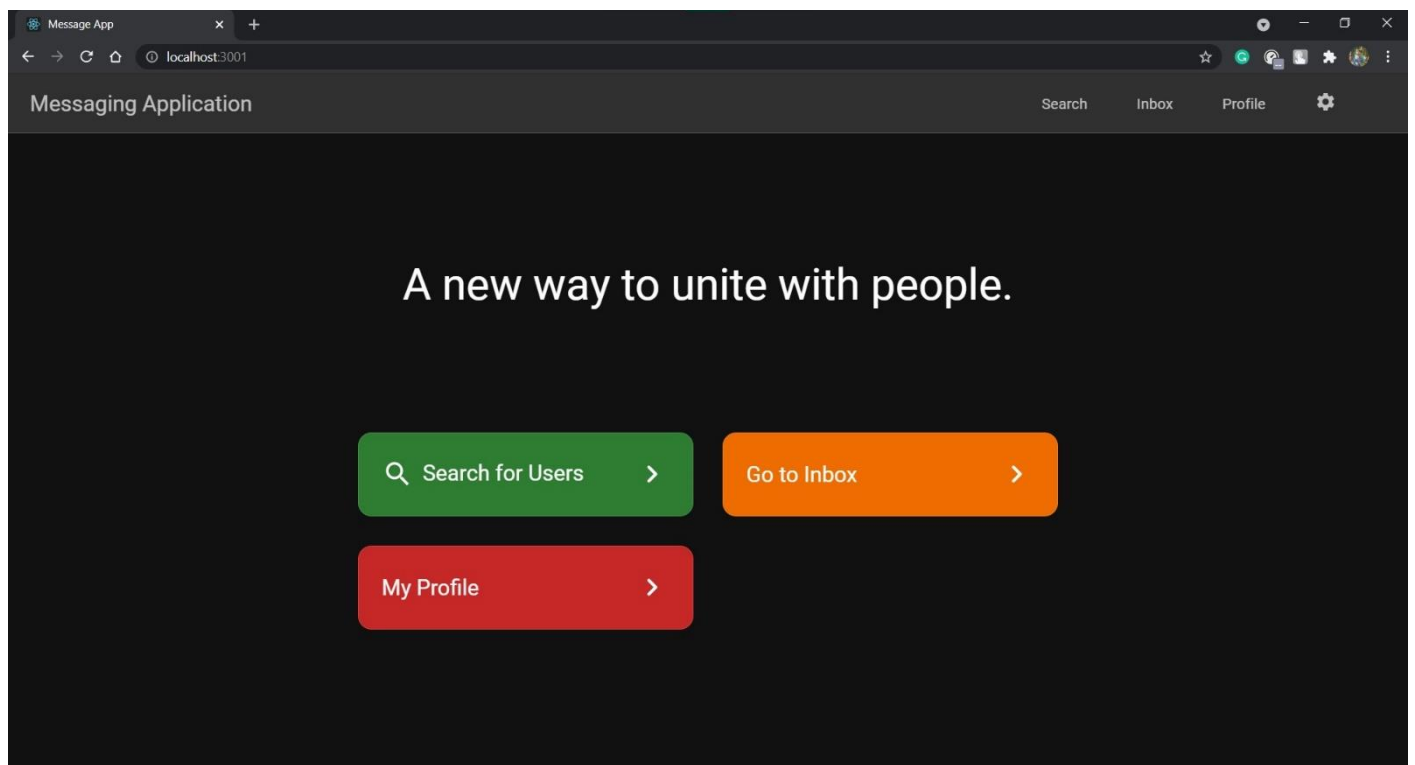 Message App
localhost:3001
Messaging Application Search Inbox Profile
A new way to unite with people.
Search for Users Go to Inbox
My Profile